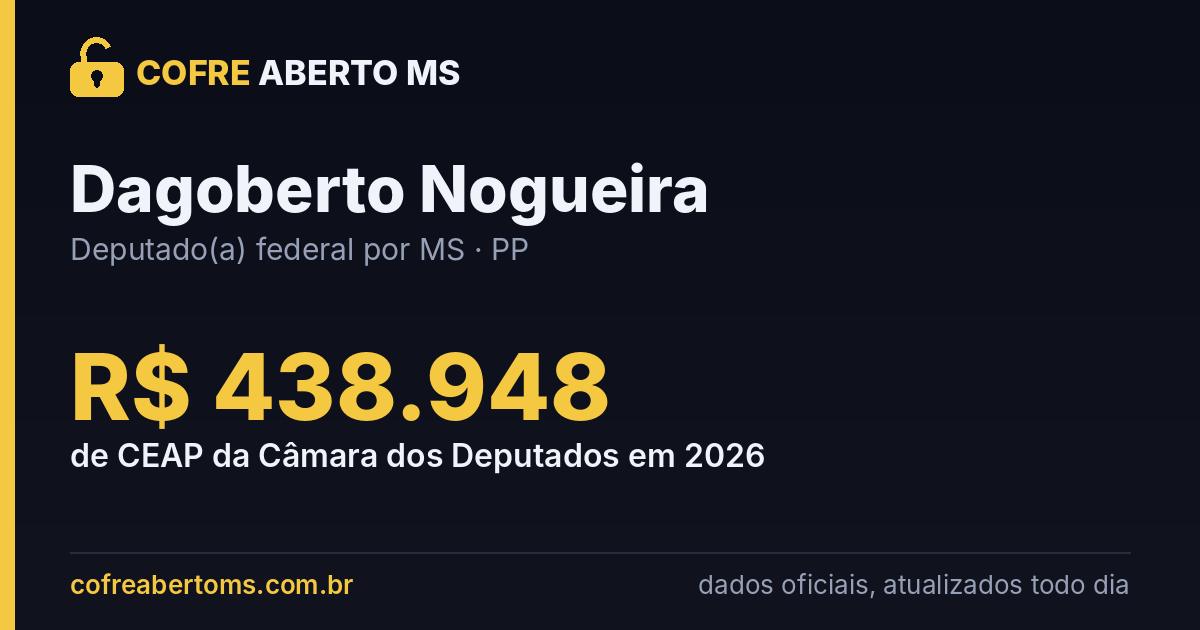 COFRE ABERTO MS
Dagoberto Nogueira
Deputado(a) federal por MS · PP
R$ 438.948
de CEAP da Câmara dos Deputados em 2026
cofreabertoms.com.br
dados oficiais, atualizados todo dia